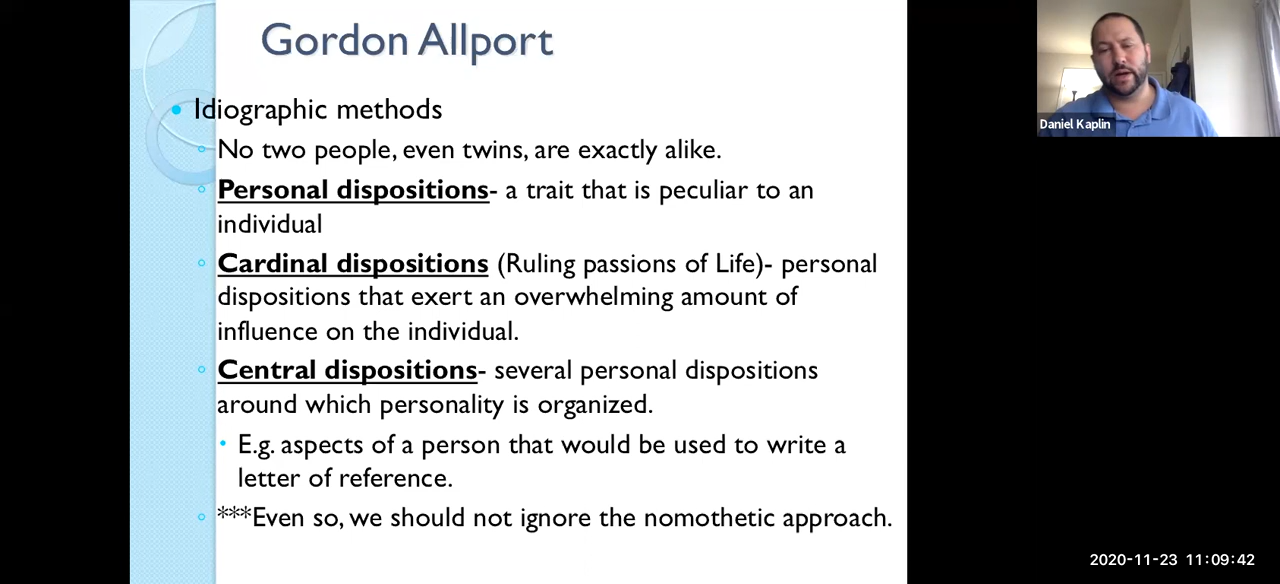 Gordon Allport
Idiographic methods
No two people, even twins, are exactly alike.
Personal dispositions- a trait that is peculiar to an
individual
Cardinal dispositions (Ruling passions of Life)- personal
dispositions that exert an overwhelming amount of
influence on the individual.
Central dispositions- several personal dispositions
around which personality is organized.
E.g. aspects of a person that would be used to write a
letter of reference.
***Even so, we should not ignore the nomothetic approach.
Daniel Kaplin
2020-11-23 11:09:42